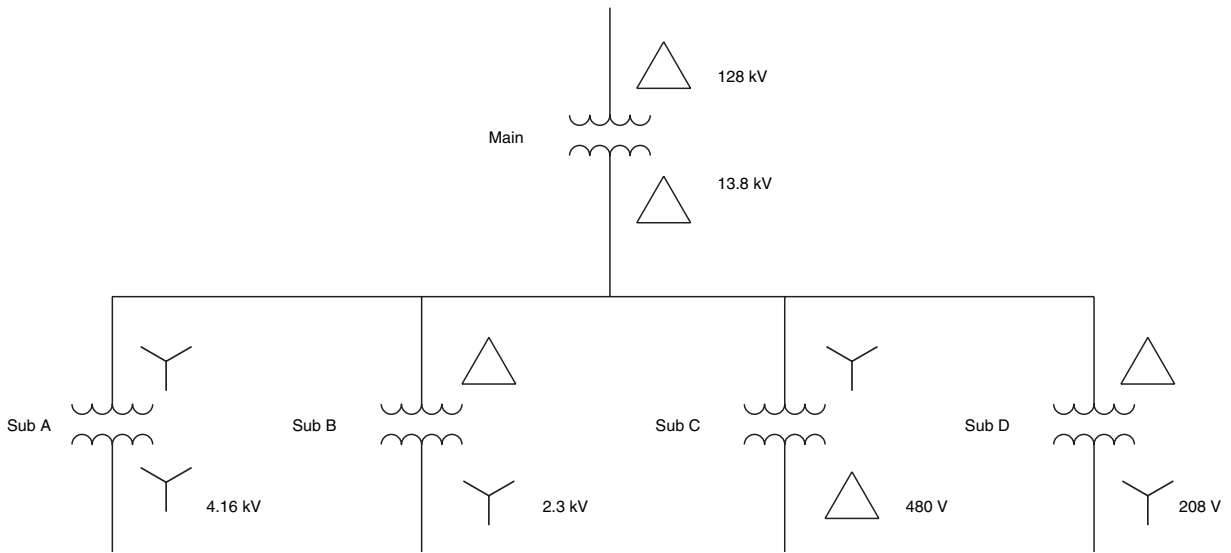 128 kV
Main
13.8 kV
Sub A
Sub B
Sub C
Sub D
4.16 kV
2.3 kV
480 V
208 V